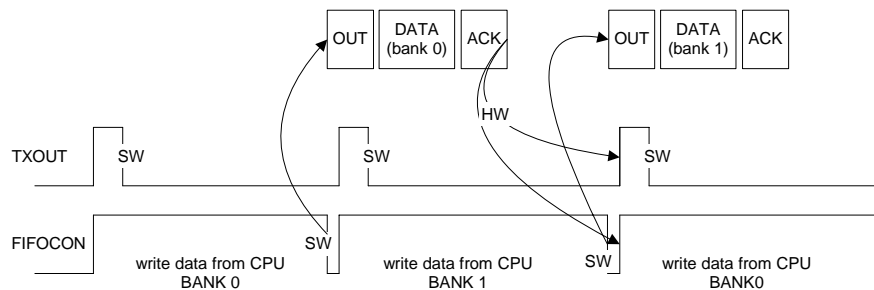 OUT
DATA
(bank 0)
ACK
OUT
DATA
(bank 1)
ACK
HW
TXOUT
SW
SW
SW
FIFOCON
SW
SW
write data from CPU
BANK 0
write data from CPU
BANK 1
write data from CPU
BANK0